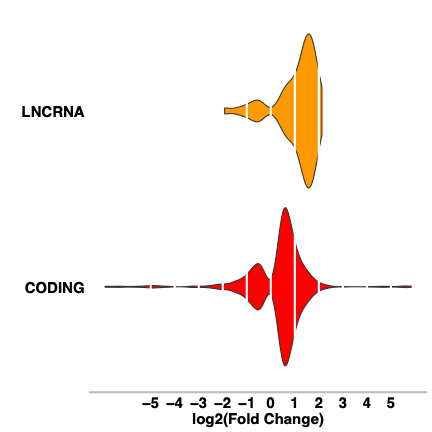 LNCRNA
CODING
−5 −4 −3 −2 −1 0 1 2 3 4 5
log2(Fold Change)